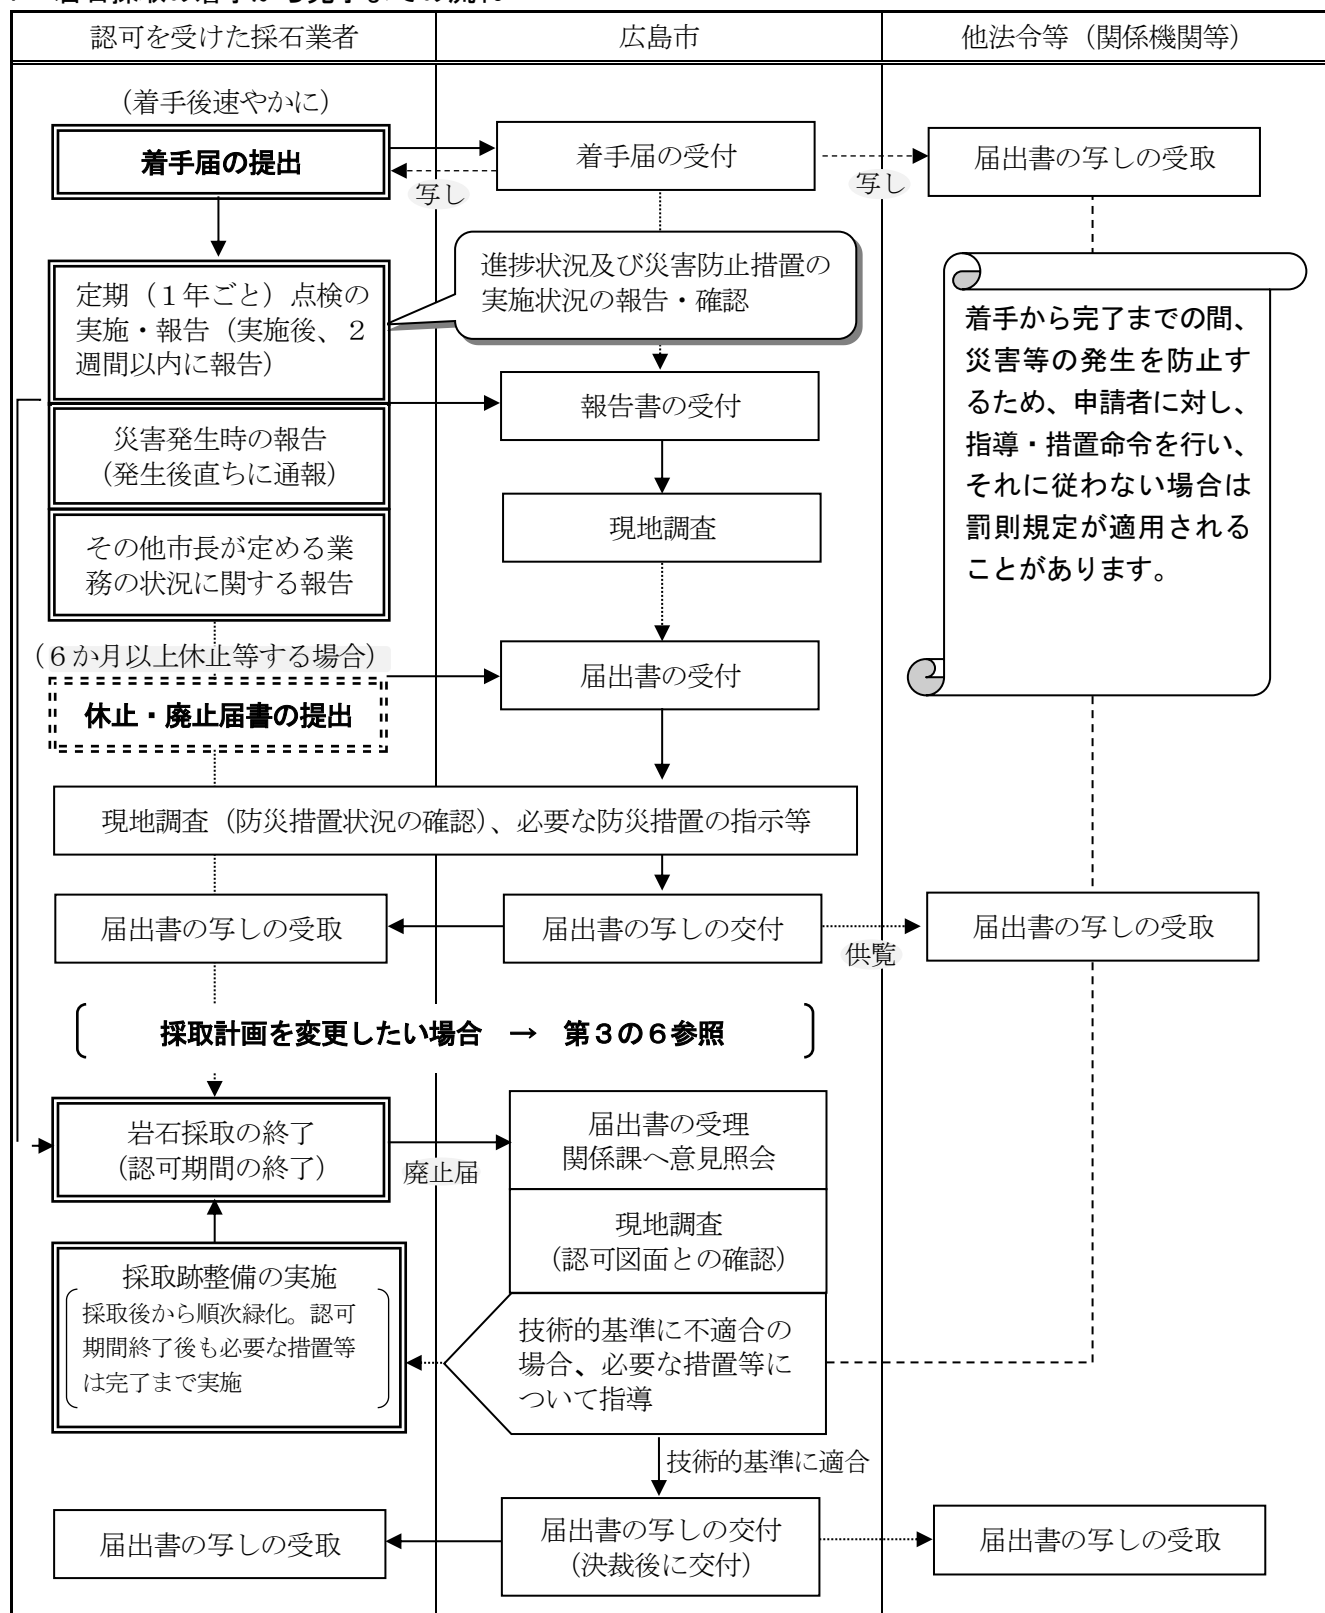 認可を受けた採石業者
広島市
他法令等（関係機関等）
（着手後速やかに）
着手届の提出
着手届の受付
届出書の写しの受取
写し
写し
進捗状況及び災害防止措置の
実施状況の報告・確認
定期（１年ごと）点検の
実施・報告（実施後、２
週間以内に報告）
着手から完了までの間、
災害等の発生を防止す
るため、申請者に対し、
指導・措置命令を行い、
それに従わない場合は
罰則規定が適用される
ことがあります。
報告書の受付
災害発生時の報告
（発生後直ちに通報）
現地調査
その他市長が定める業
務の状況に関する報告
（６か月以上休止等する場合）
休止・廃止届書の提出
届出書の受付
現地調査（防災措置状況の確認）、必要な防災措置の指示等
届出書の写しの受取
届出書の写しの交付
届出書の写しの受取
供覧
採取計画を変更したい場合　→　第３の６参照
岩石採取の終了
（認可期間の終了）
廃止届
届出書の受理
関係課へ意見照会
現地調査
（認可図面との確認）
採取跡整備の実施
採取後から順次緑化。認可
期間終了後も必要な措置等
は完了まで実施
技術的基準に不適合の
場合、必要な措置等に
ついて指導
技術的基準に適合
届出書の写しの受取
届出書の写しの交付
（決裁後に交付）
届出書の写しの受取